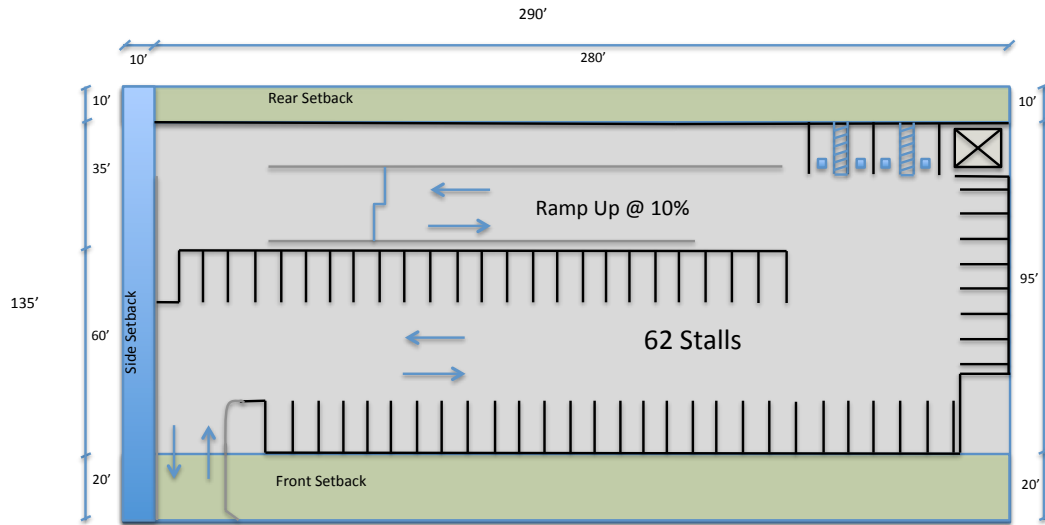 290’
10’
280’
10’
Rear Setback
10’
35’
Ramp Up @ 10%
135’
Side Setback
60’
62 Stalls
95’
20’
Front Setback
20’